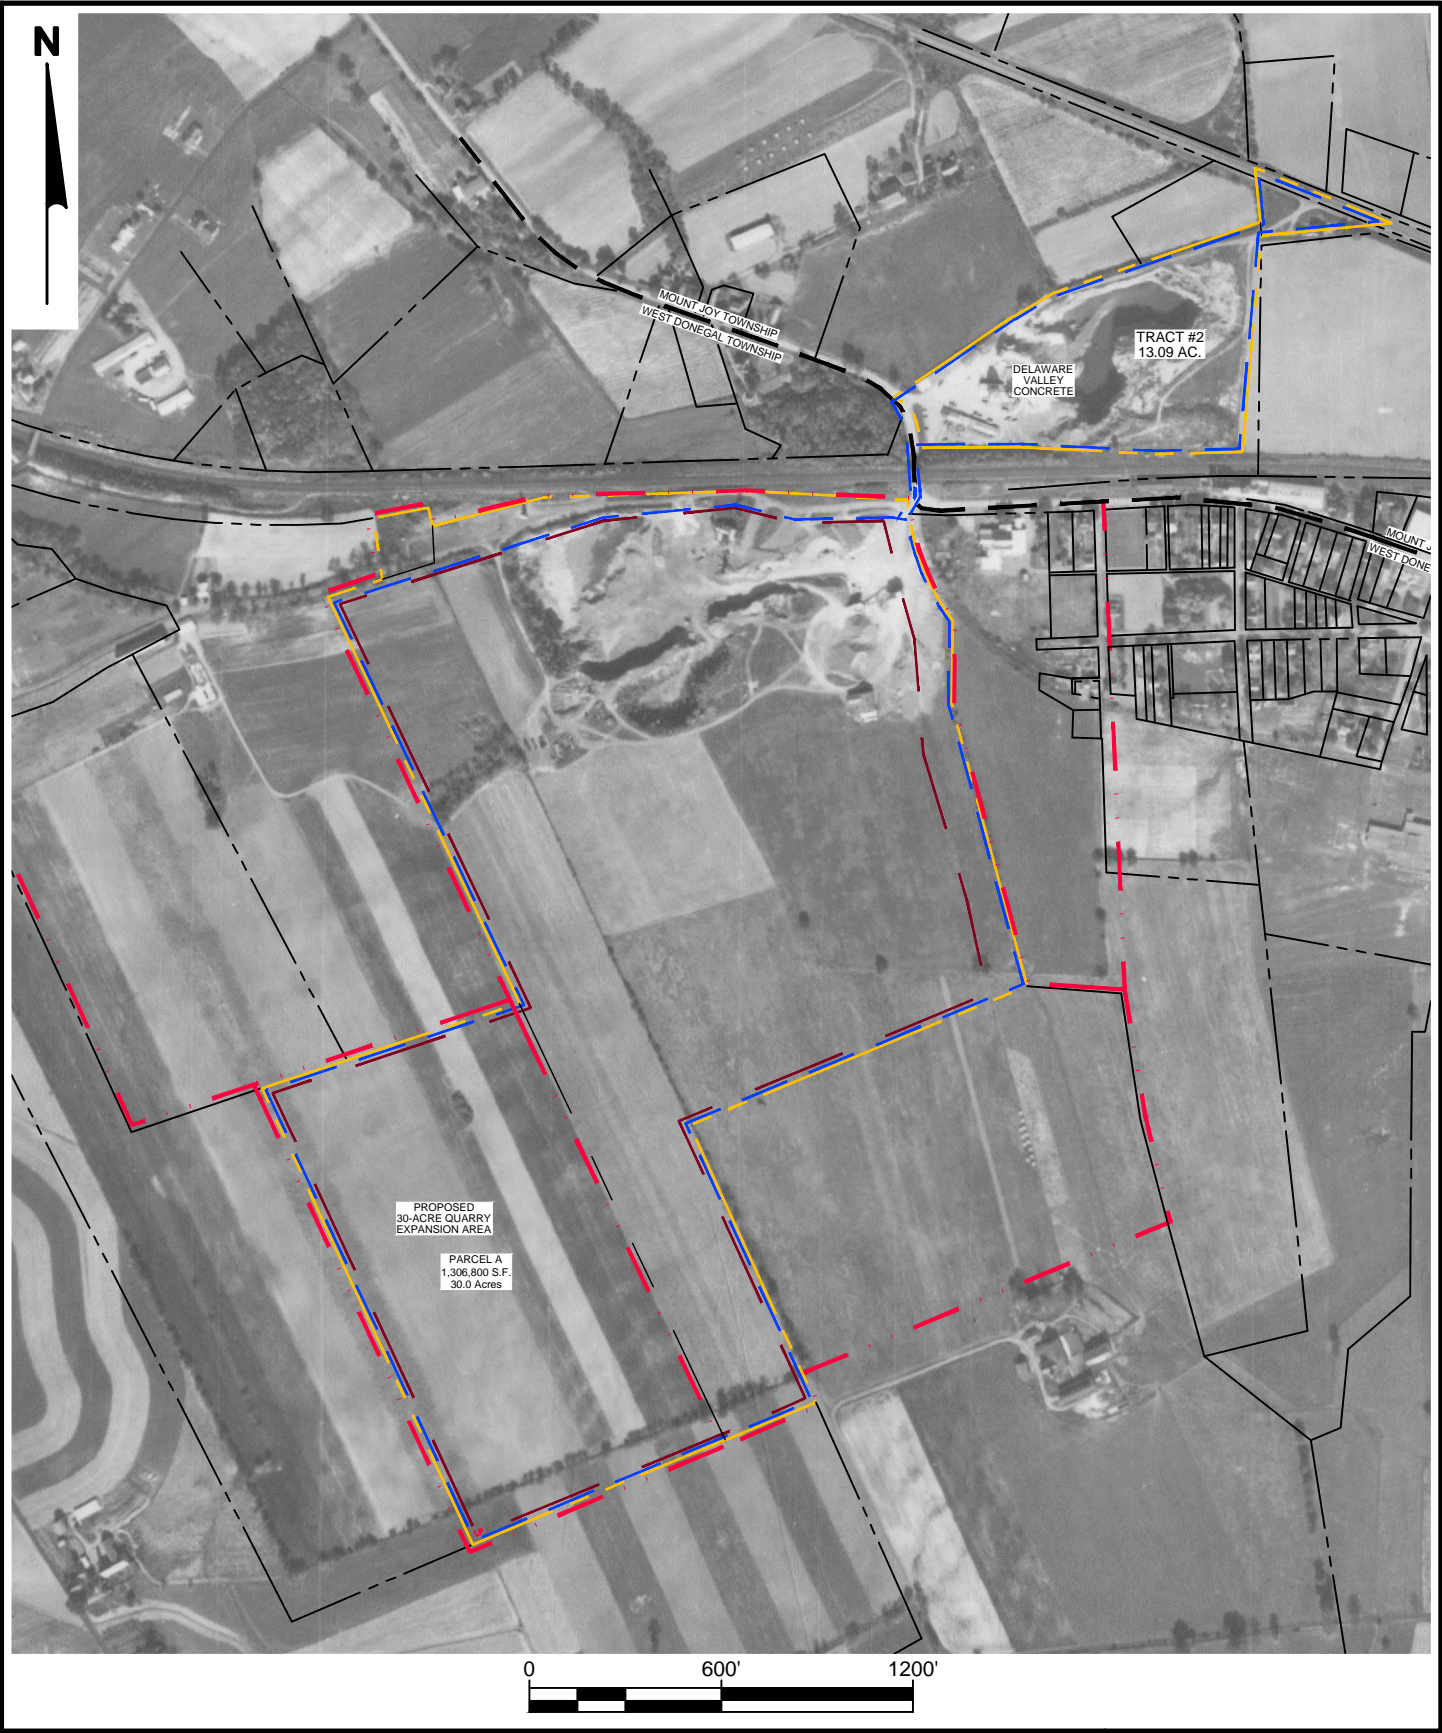 N
MOUNT JOY TOWNSHIP
WEST DONEGAL TOWNSHIP
TRACT #2
13.09 AC.
DELAWARE
VALLEY
CONCRETE
MOUNT J
WEST DONE
PROPOSED
30-ACRE QUARRY
EXPANSION AREA
PARCEL A
1,306,800 S.F.
30.0 Acres
0 600' 1200'